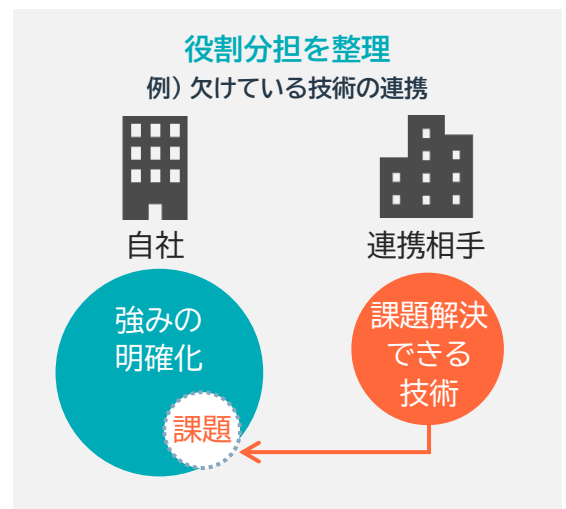 役割分担を整理
例）欠けている技術の連携
自社
連携相手
強みの
明確化
課題
課題解決
できる
技術